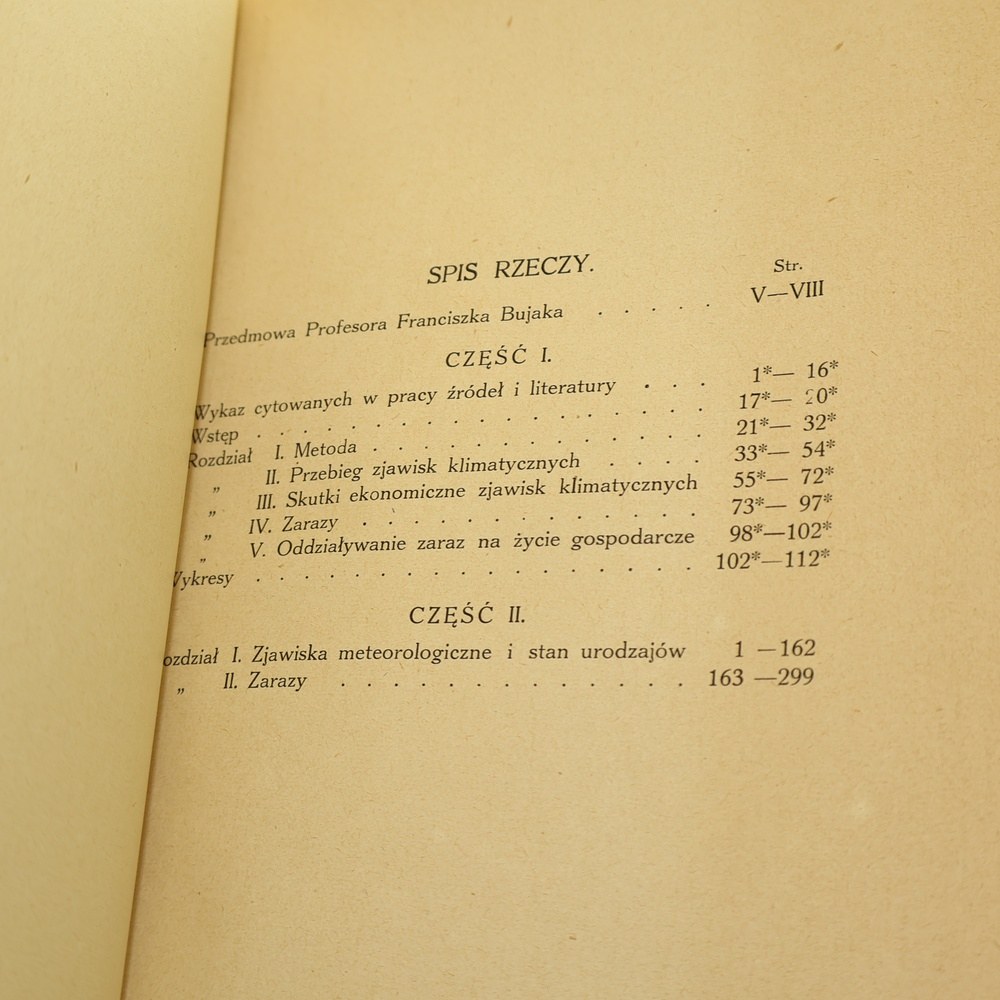 SPIS RZECZY.
Str.
Przedmowa Profesora Franciszka Bujaka . . . . . V—VIII
CZĘŚĆ I.
Wykaz cytowanych w pracy źródeł i literatury . . . 1*— 16*
Wstęp . . . . . . . . . . . . . . . 17*— 20*
Rozdział I. Metoda . . . . . . . . . . . . 21*— 32*
„ II. Przebieg zjawisk klimatycznych . . . . 33*— 54*
„ III. Skutki ekonomiczne zjawisk klimatycznych 55*— 72*
„ IV. Zarazy . . . . . . . . . . . . 73*— 97*
„ V. Oddziaływanie zaraz na życie gospodarcze 98*—102*
Wykresy . . . . . . . . . . . . . . . . . 102*—112*
CZĘŚĆ II.
ozdział I. Zjawiska meteorologiczne i stan urodzajów 1 —162
„ II. Zarazy . . . . . . . . . . . . . 163 —299